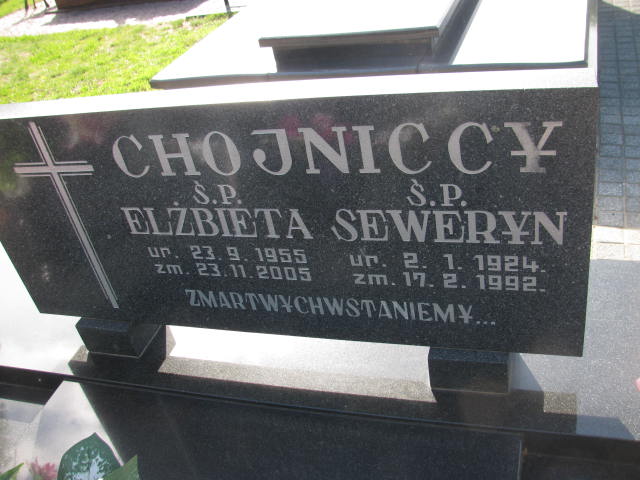 CHOJNICCY
Ś.P. Ś.P.
ELŻBIETA SEWERYN
ur. 23.9.1955 ur. 2.1.1924.
zm. 23.11.2005 zm. 17.2.1992.
ZMARTWYCHWSTANIEMY...